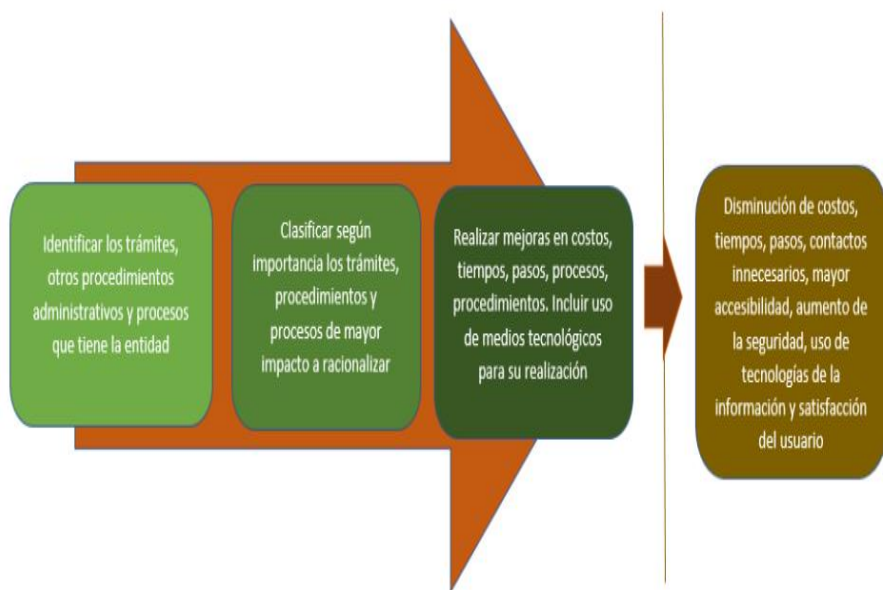 Identificar los trámites,
otros procedimientos
administrativos y procesos
que tiene la entidad
Clasificar según
importancia los trámites,
procedimientos y
procesos de mayor
impacto a racionalizar
Realizar mejoras en costos,
tiempos, pasos, procesos,
procedimientos. Incluir uso
de medios tecnológicos
para su realización
Disminución de costos,
tiempos, pasos, contactos
innecesarios, mayor
accesibilidad, aumento de
la seguridad, uso de
tecnologías de la
información y satisfacción
del usuario